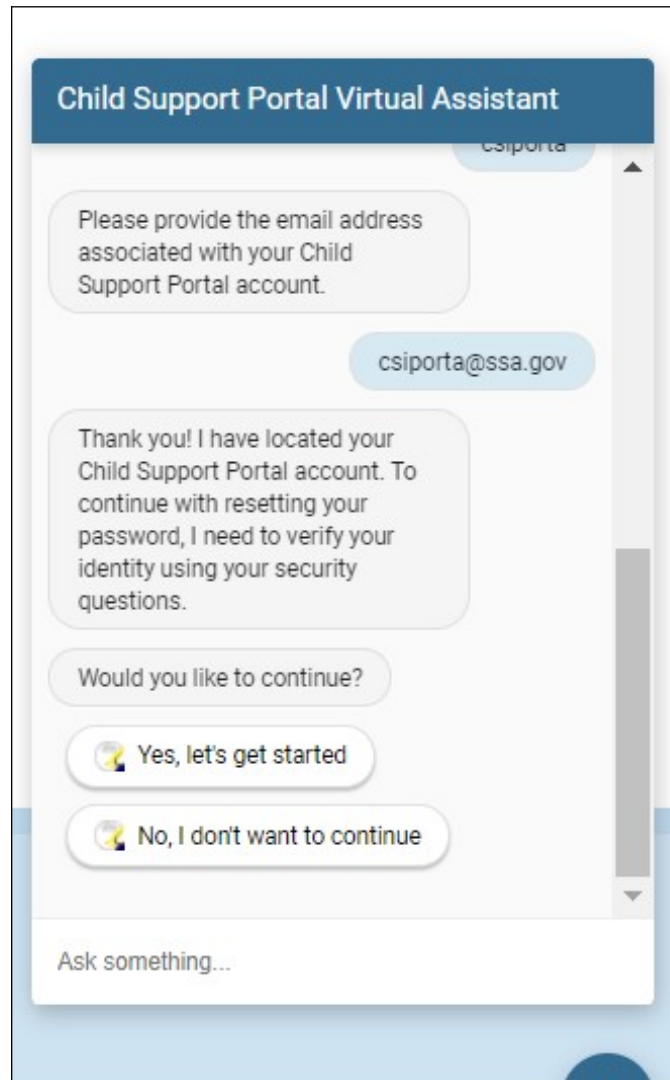 Child Support Portal Virtual Assistant
csiporta
Please provide the email address
associated with your Child
Support Portal account.
csiporta@ssa.gov
Thank you! I have located your
Child Support Portal account. To
continue with resetting your
password, I need to verify your
identity using your security
questions.
Would you like to continue?
Yes, let's get started
No, I don't want to continue
Ask something...